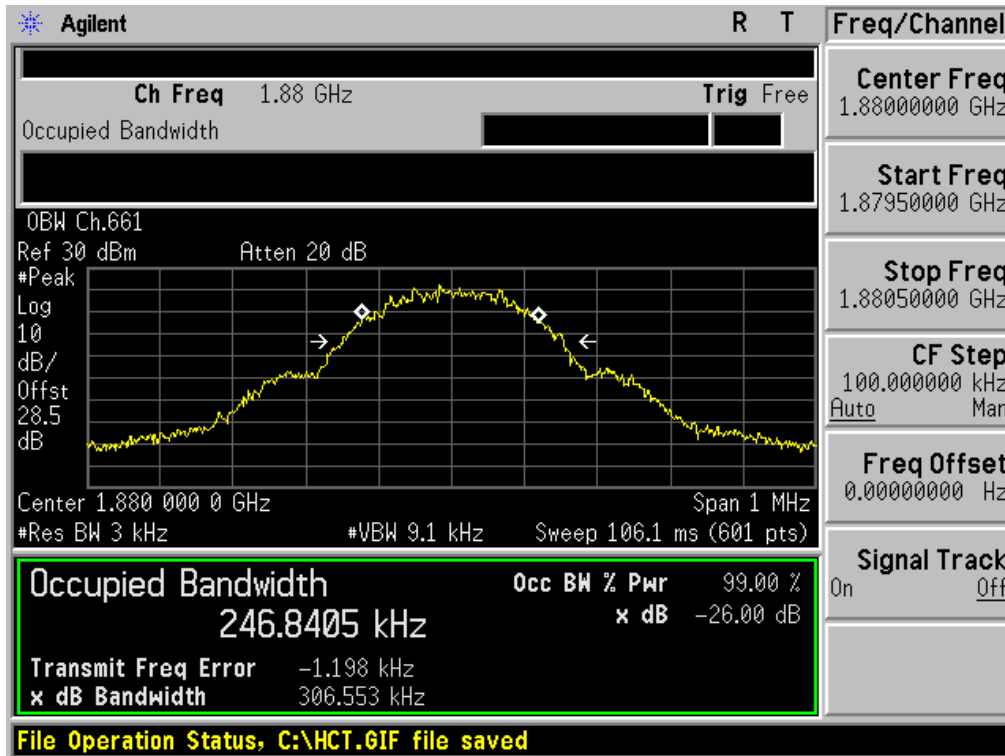 Agilent R T
Ch Freq 1.88 GHz Trig Free
Occupied Bandwidth
OBW Ch.661
Ref 30 dBm Atten 20 dB
#Peak
Log
10
dB/
Offst
28.5
dB
Center 1.880 000 0 GHz Span 1 MHz
#Res BW 3 kHz #VBW 9.1 kHz Sweep 106.1 ms (601 pts)
Occupied Bandwidth
246.8405 kHz
Occ BW % Pwr 99.00 %
x dB -26.00 dB
Transmit Freq Error -1.198 kHz
x dB Bandwidth 306.553 kHz
File Operation Status, C:\HCT.GIF file saved
Freq/Channel
Center Freq
1.88000000 GHz
Start Freq
1.87950000 GHz
Stop Freq
1.88050000 GHz
CF Step
100.000000 kHz
Auto Man
Freq Offset
0.00000000 Hz
Signal Track
On Off